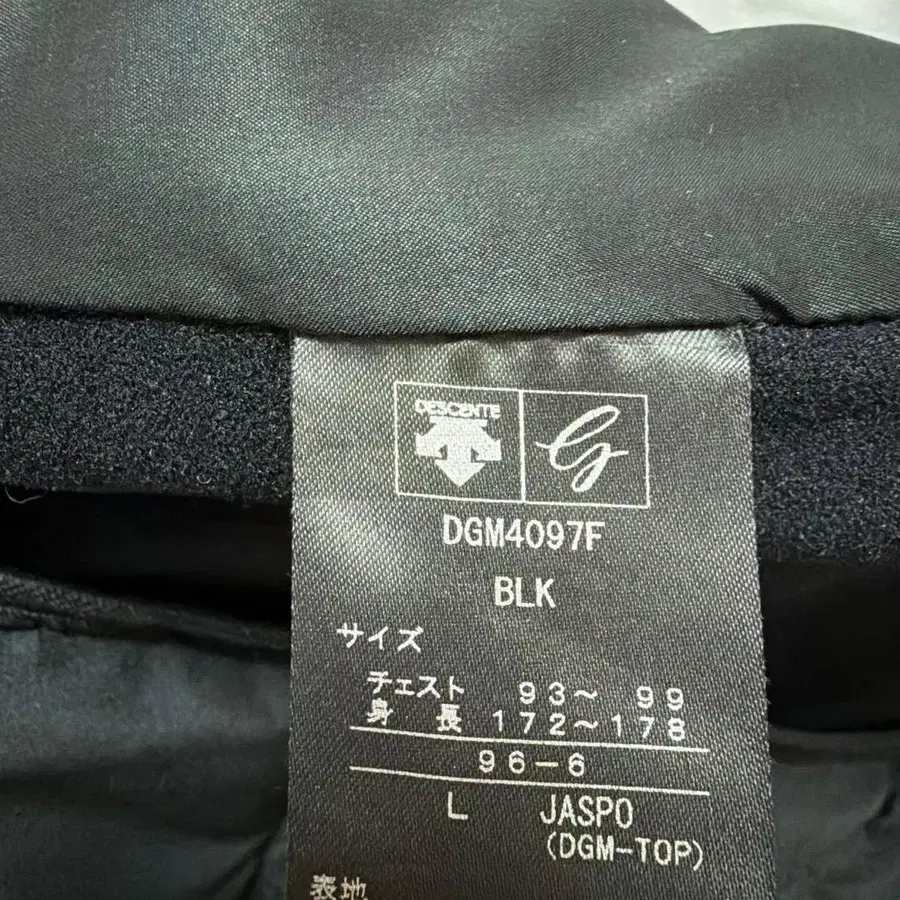 DESCENTE
G
DGM4097F
BLK
サイズ
チェスト 93～ 99
身 長 172～178
96-6
L JASPO
(DGM-TOP)
表地